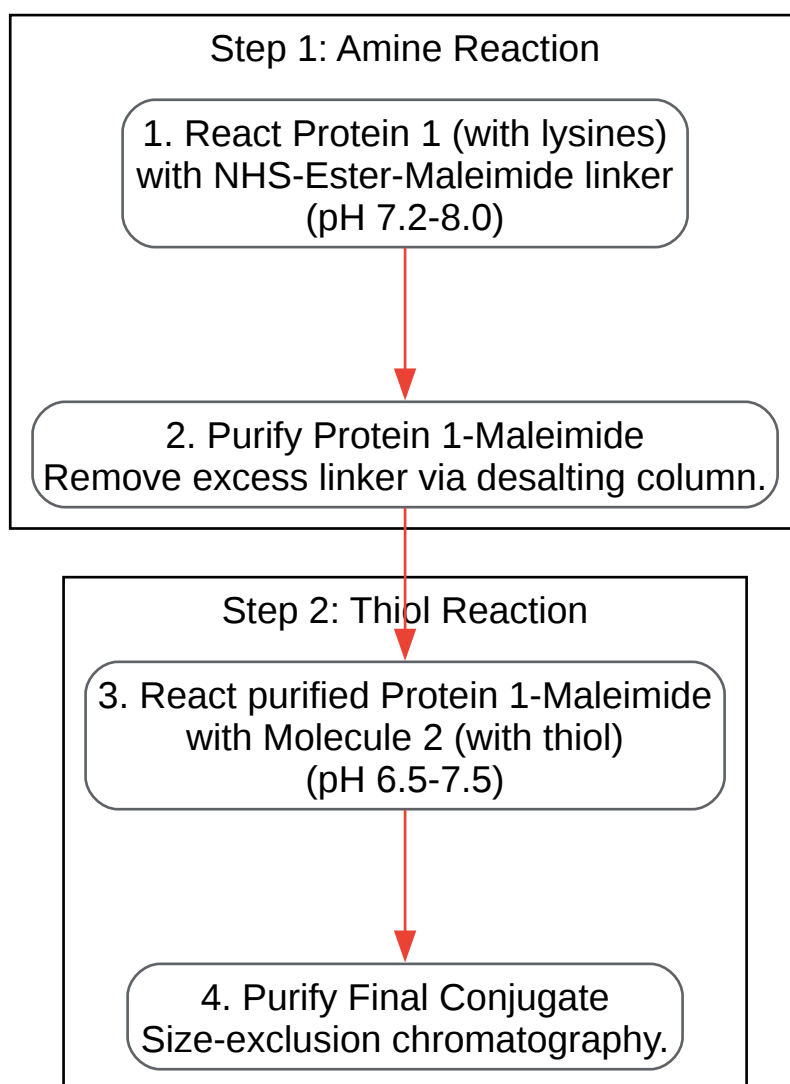 Step 1: Amine Reaction
1. React Protein 1 (with lysines)
with NHS-Ester-Maleimide linker
(pH 7.2-8.0)
2. Purify Protein 1-Maleimide
Remove excess linker via desalting column.
Step 2: Thiol Reaction
3. React purified Protein 1-Maleimide
with Molecule 2 (with thiol)
(pH 6.5-7.5)
4. Purify Final Conjugate
Size-exclusion chromatography.